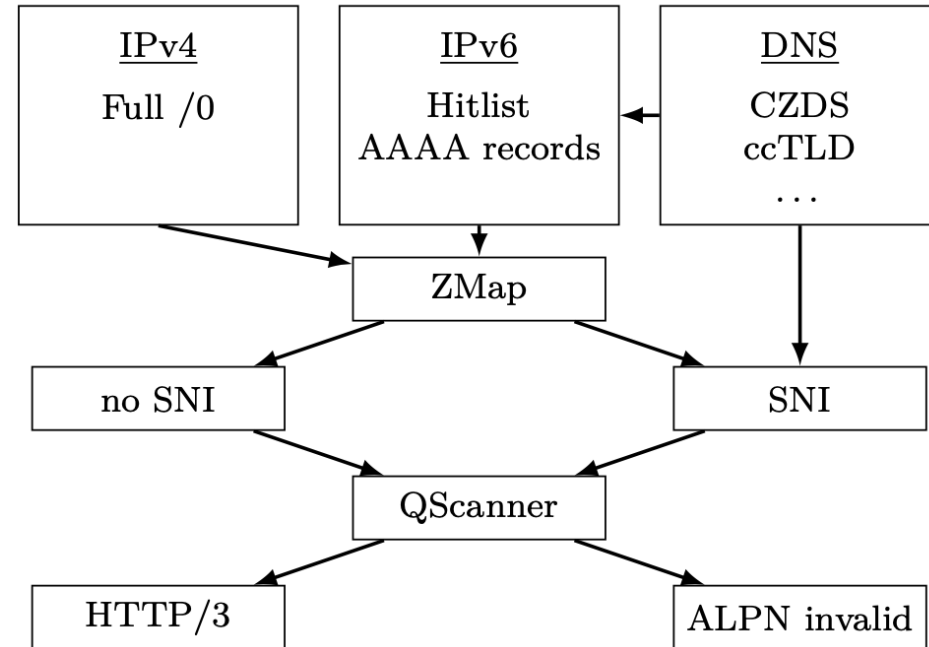 IPv4
Full /0
IPv6
Hitlist
AAAA records
DNS
CZDS
ccTLD
...
ZMap
no SNI
SNI
QScanner
HTTP/3
ALPN invalid